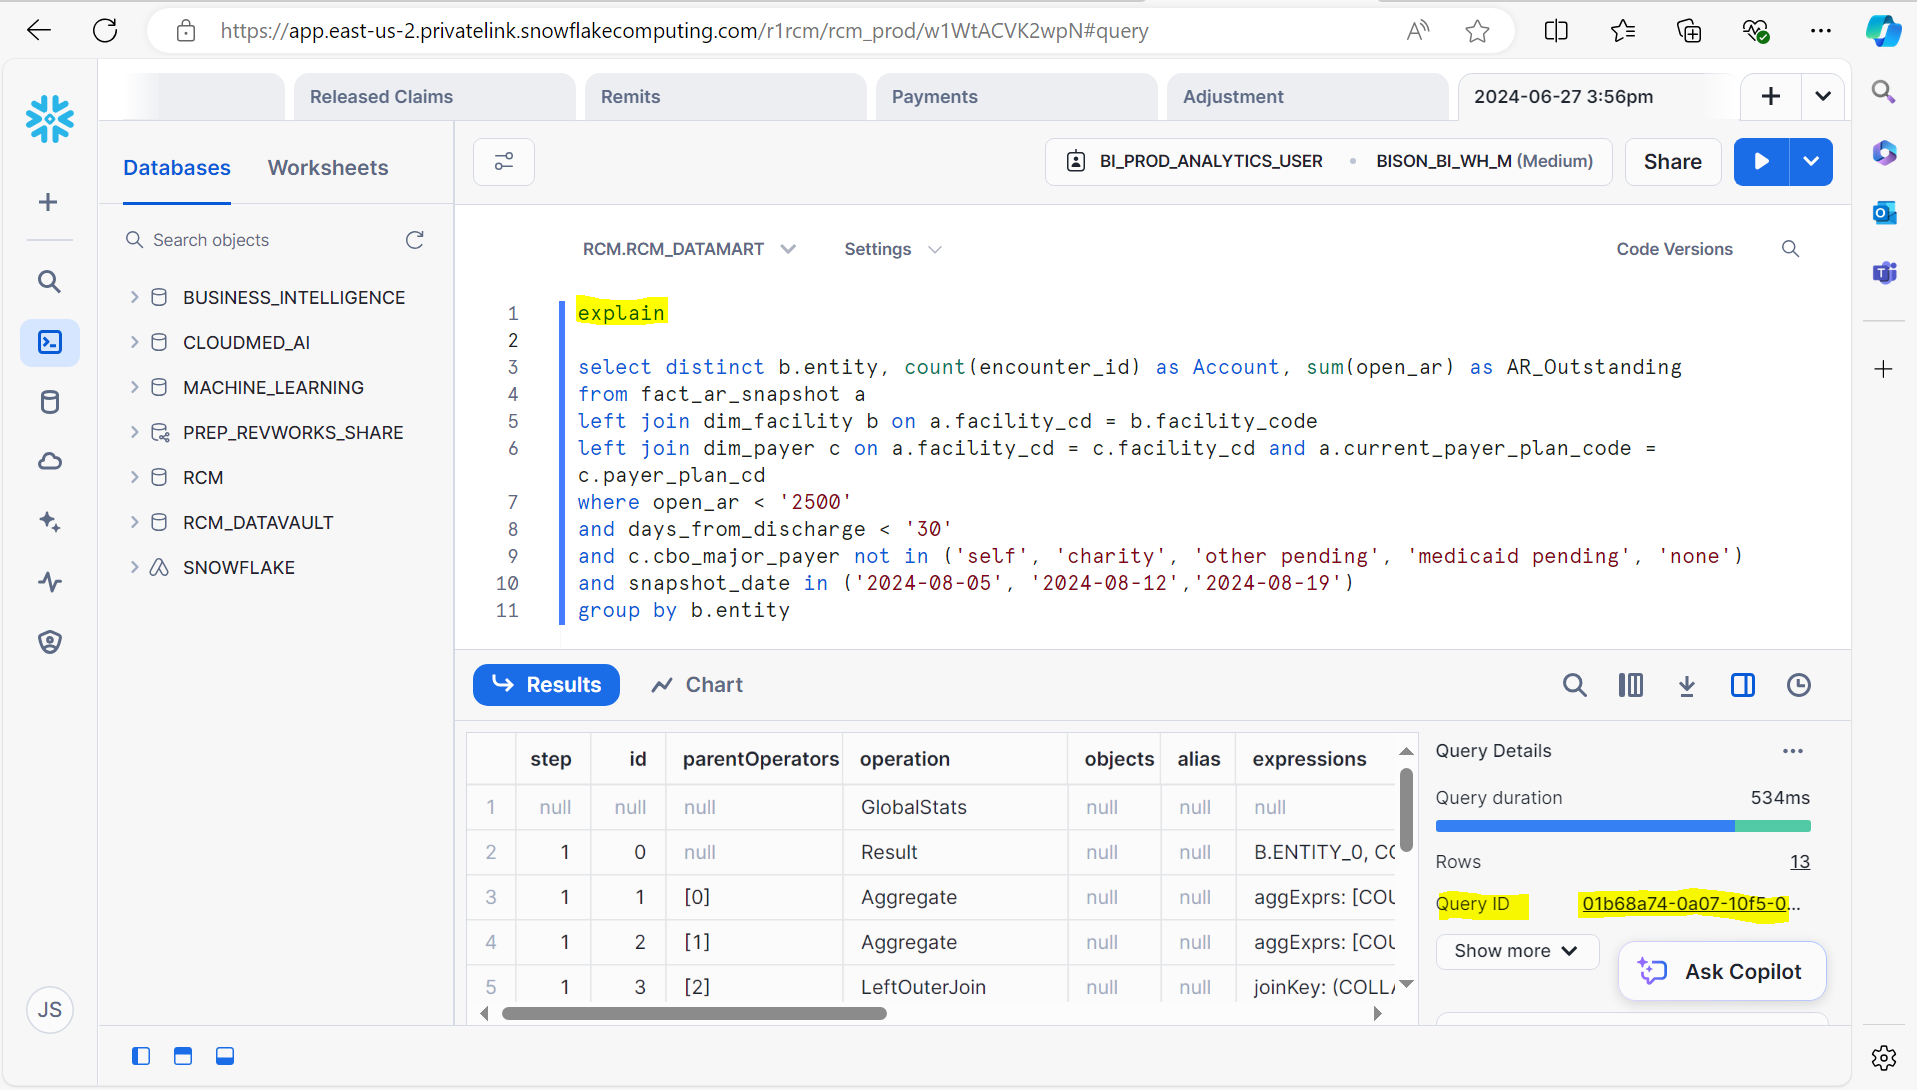 https://app.east-us-2.privatelink.snowflakecomputing.com/r1rcm/rcm_prod/w1WtACVK2wpN#query
Released Claims
Remits
Payments
Adjustment
2024-06-27 3:56pm
Databases
Worksheets
BI_PROD_ANALYTICS_USER
BISON_BI_WH_M (Medium)
Share
Search objects
BUSINESS_INTELLIGENCE
CLOUDMED_AI
MACHINE_LEARNING
PREP_REVWORKS_SHARE
RCM
RCM_DATAVAULT
SNOWFLAKE
JS
RCM.RCM_DATAMART
Settings
Code Versions
1 explain
2
3 select distinct b.entity, count(encounter_id) as Account, sum(open_ar) as AR_Outstanding
4 from fact_ar_snapshot a
5 left join dim_facility b on a.facility_cd = b.facility_code
6 left join dim_payer c on a.facility_cd = c.facility_cd and a.current_payer_plan_code =
c.payer_plan_cd
7 where open_ar < '2500'
8 and days_from_discharge < '30'
9 and c.cbo_major_payer not in ('self', 'charity', 'other pending', 'medicaid pending', 'none')
10 and snapshot_date in ('2024-08-05', '2024-08-12','2024-08-19')
11 group by b.entity
Results
Chart
step id parentOperators operation objects alias expressions
1 null null null GlobalStats null null null
2 1 0 null Result null null B.ENTITY_0, CO
3 1 1 [0] Aggregate null null aggExprs: [COU
4 1 2 [1] Aggregate null null aggExprs: [COU
5 1 3 [2] LeftOuterJoin null null joinKey: (COLLA
Query Details
Query duration 534ms
Rows 13
Query ID 01b68a74-0a07-10f5-0...
Show more
Ask Copilot